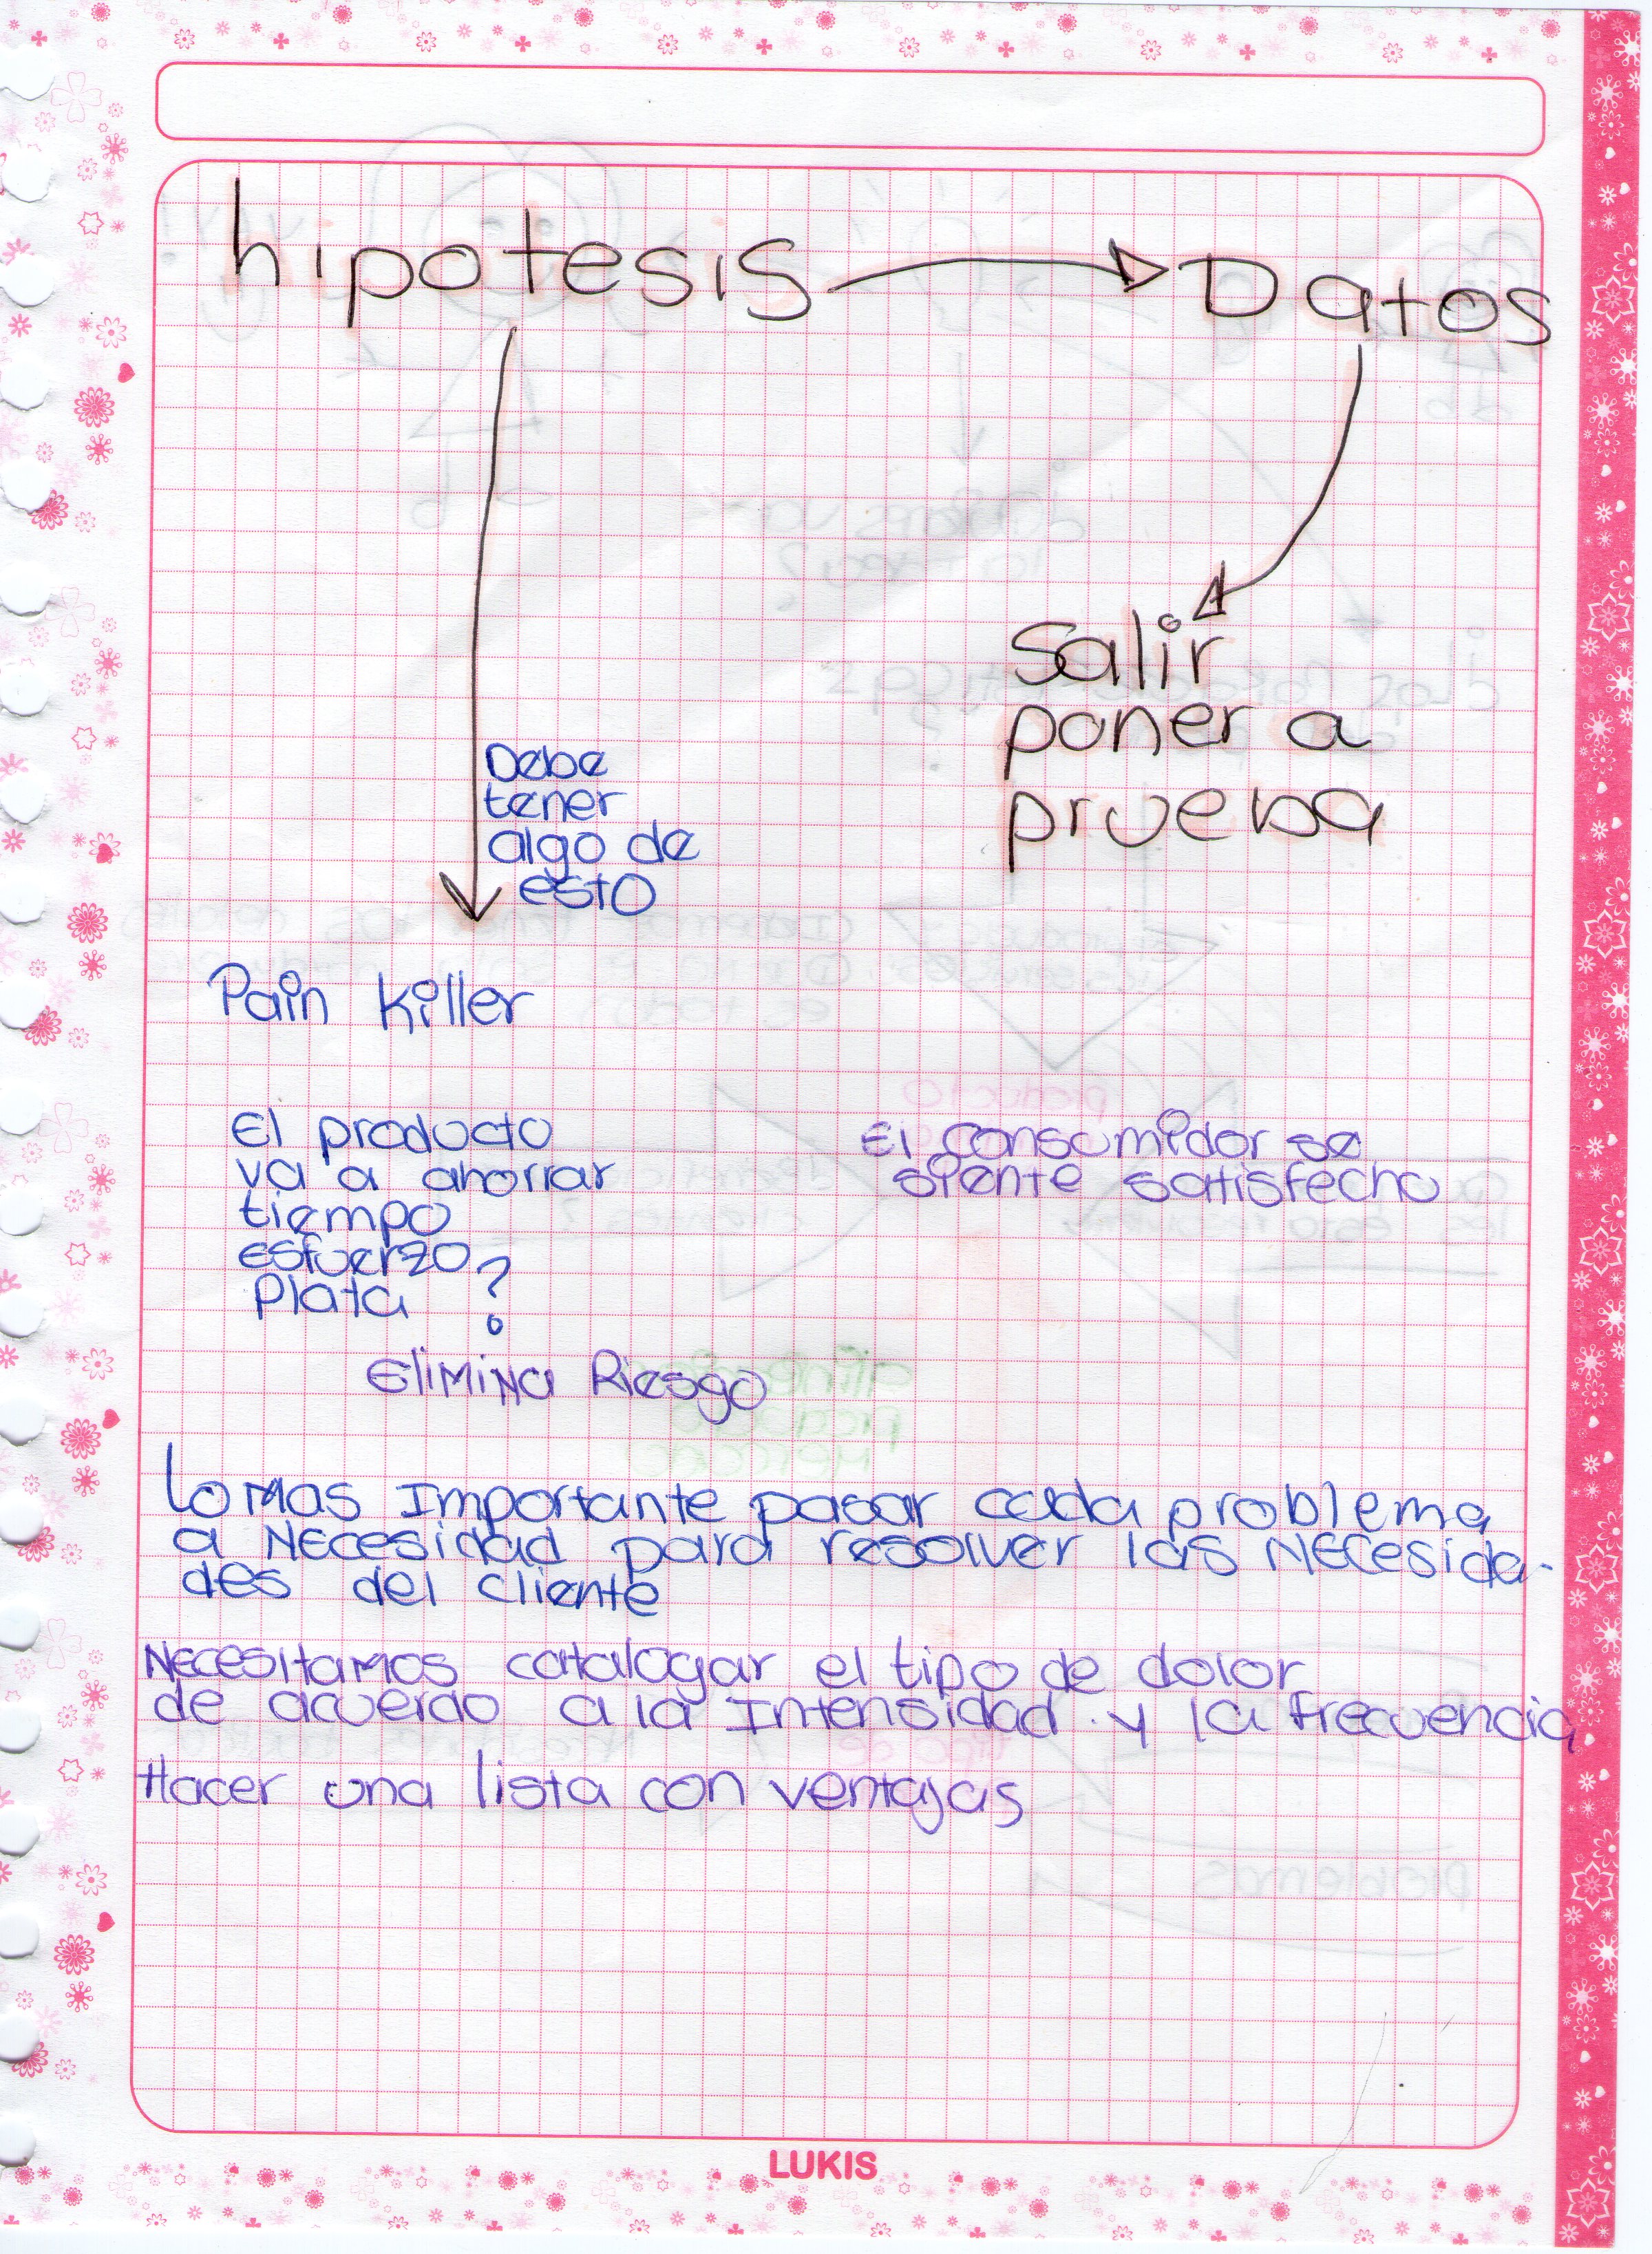 hipotesis → Datos
Salir
poner a
prueba
Debe
tener
algo de
esto
Pain Killer
El producto
va a ahorrar
tiempo
esfuerzo
Plata ?
El consumidor se
siente satisfecho
Elimina Riesgo
Lo mas importante pasar cada problema
a Necesidad para resolver las Necesida-
des del cliente
Necesitamos catalogar el tipo de dolor
de acuerdo a la Intensidad y la frecuencia
Hacer una lista con ventajas
LUKIS